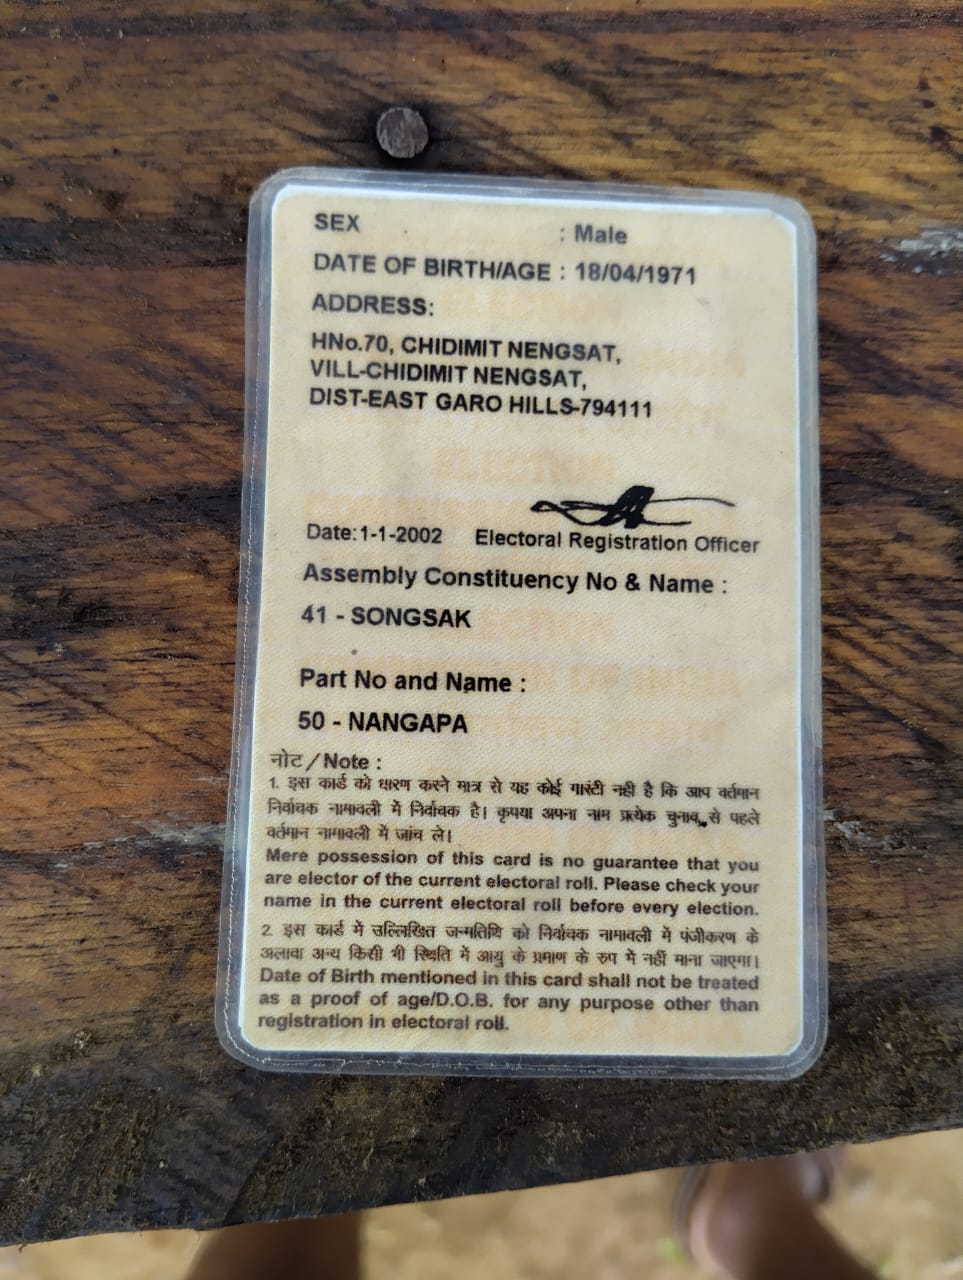 SEX : Male
DATE OF BIRTH/AGE : 18/04/1971
ADDRESS:
HNo.70, CHIDIMIT NENGSAT,
VILL-CHIDIMIT NENGSAT,
DIST-EAST GARO HILLS-794111
Date:1-1-2002 Electoral Registration Officer
Assembly Constituency No & Name :
41 - SONGSAK
Part No and Name :
50 - NANGAPA
नोट/Note :
1. इस कार्ड को धारण करने मात्र से यह कोई गारंटी नही है कि आप वर्तमान
निर्वाचक नामावली में निर्वाचक है। कृपया अपना नाम प्रत्येक चुनाव से पहले
वर्तमान नामावली में जांच ले।
Mere possession of this card is no guarantee that you
are elector of the current electoral roll. Please check your
name in the current electoral roll before every election.
2. इस कार्ड में उल्लिखित जन्मतिथि को निर्वाचक नामावली में पंजीकरण के
अलावा अन्य किसी भी स्थिति में आयु के प्रमाण के रुप मे नहीं माना जाएगा।
Date of Birth mentioned in this card shall not be treated
as a proof of age/D.O.B. for any purpose other than
registration in electoral roll.